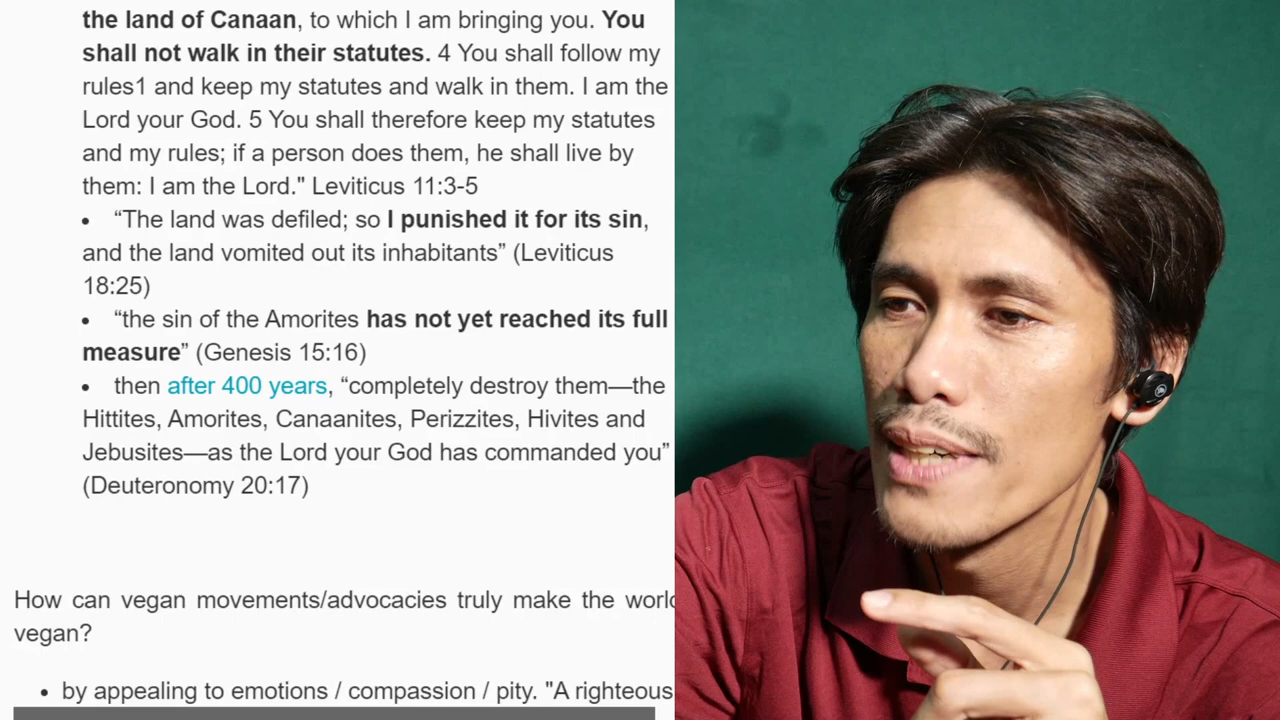 the land of Canaan, to which I am bringing you. You
shall not walk in their statutes. 4 You shall follow my
rules1 and keep my statutes and walk in them. I am the
Lord your God. 5 You shall therefore keep my statutes
and my rules; if a person does them, he shall live by
them: I am the Lord." Leviticus 11:3-5
• “The land was defiled; so I punished it for its sin,
and the land vomited out its inhabitants” (Leviticus
18:25)
• “the sin of the Amorites has not yet reached its full
measure” (Genesis 15:16)
• then after 400 years, “completely destroy them—the
Hittites, Amorites, Canaanites, Perizzites, Hivites and
Jebusites—as the Lord your God has commanded you”
(Deuteronomy 20:17)
How can vegan movements/advocacies truly make the world
vegan?
• by appealing to emotions / compassion / pity. "A righteous